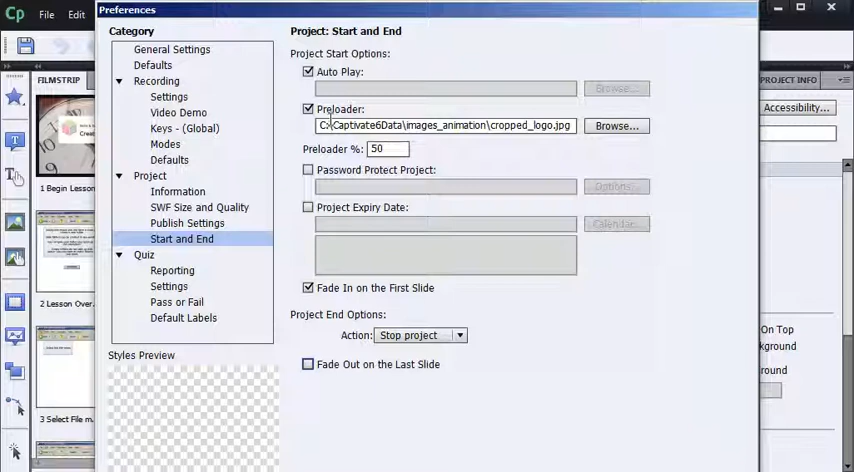 Cp File Edit
Preferences
Category
General Settings
Defaults
Recording
Settings
Video Demo
Keys - (Global)
Modes
Defaults
Project
Information
SWF Size and Quality
Publish Settings
Start and End
Quiz
Reporting
Settings
Pass or Fail
Default Labels
Styles Preview
Project: Start and End
Project Start Options:
Auto Play:
Browse...
Preloader:
C:\Captivate6Data\images_animation\cropped_logo.jpg
Browse...
Preloader %: 50
Password Protect Project:
Options...
Project Expiry Date:
Calendar...
Fade In on the First Slide
Project End Options:
Action: Stop project
Fade Out on the Last Slide
FILMSTRIP
1 Begin Lesson
2 Lesson Over...
3 Select File m...
PROJECT INFO
Accessibility...
On Top
kground
ound